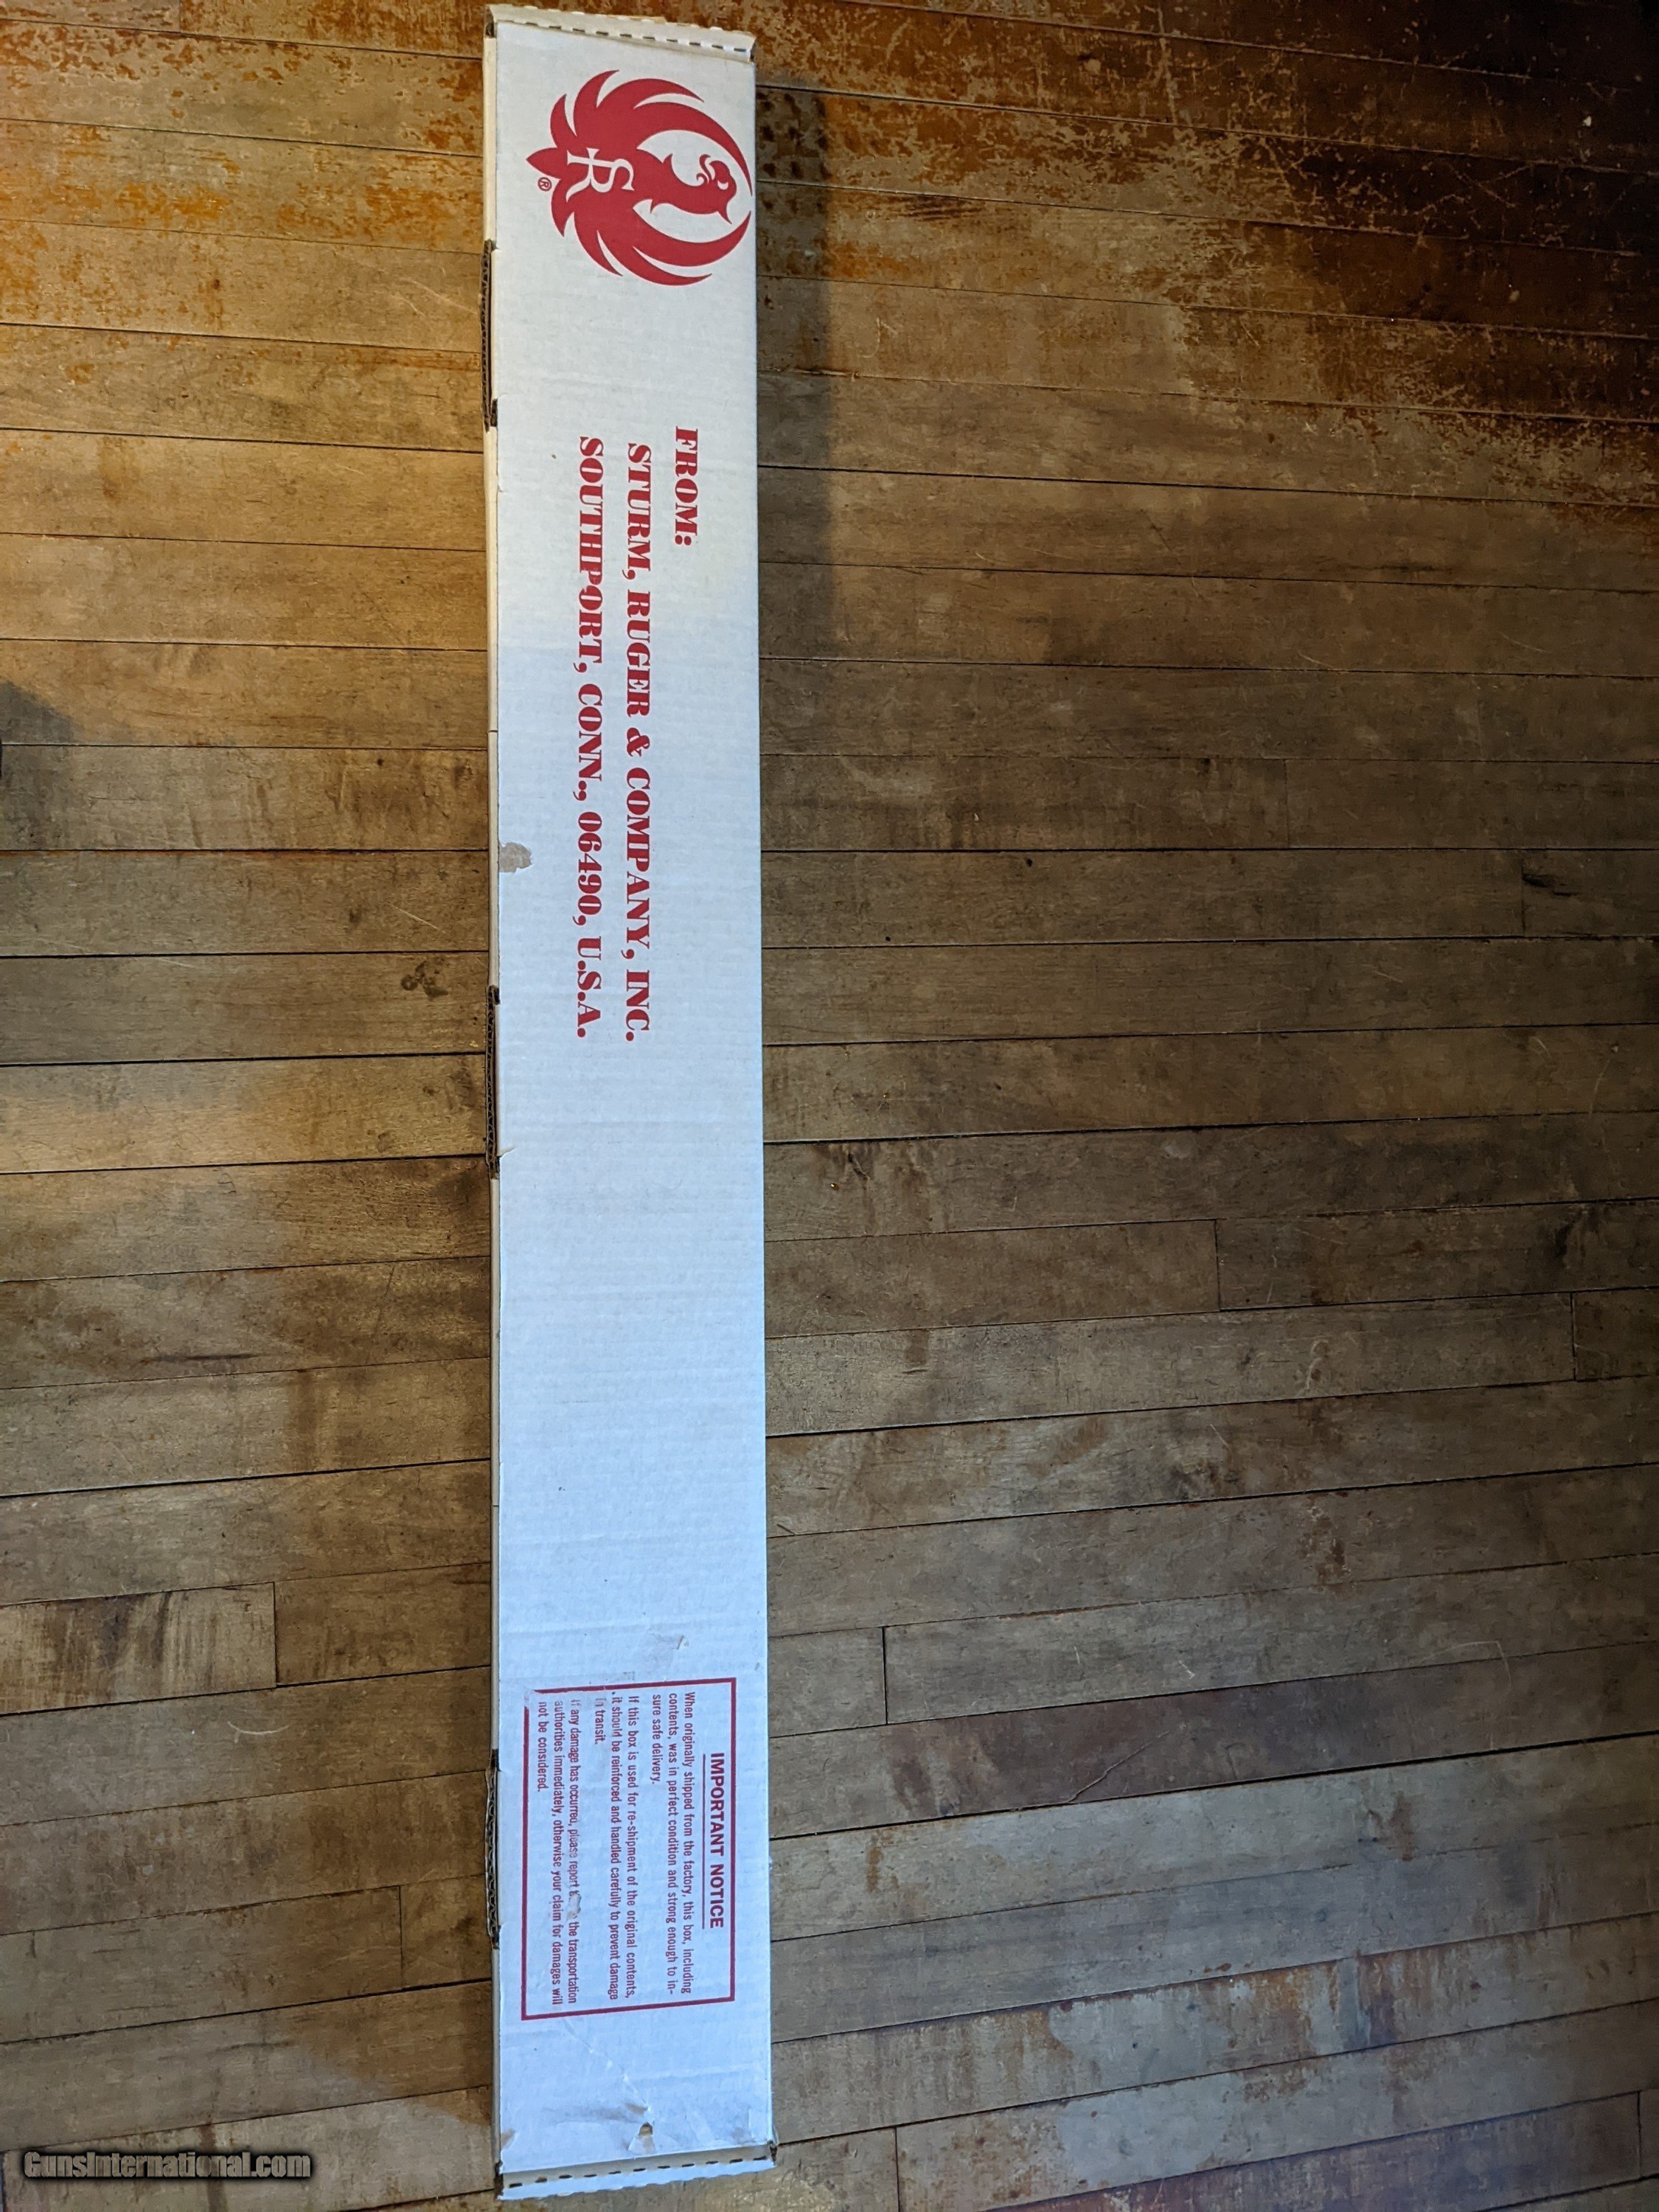 R
®
FROM:
STURM, RUGER & COMPANY, INC.
SOUTHPORT, CONN., 06490, U.S.A.
IMPORTANT NOTICE
When originally shipped from the factory, this box, including
contents, was in perfect condition and strong enough to in-
sure safe delivery.
If this box is used for re-shipment of the original contents,
it should be reinforced and handled carefully to prevent damage
in transit.
If any damage has occurred, please report the transportation
authorities immediately, otherwise your claim for damages will
not be considered.
GunsInternational.com